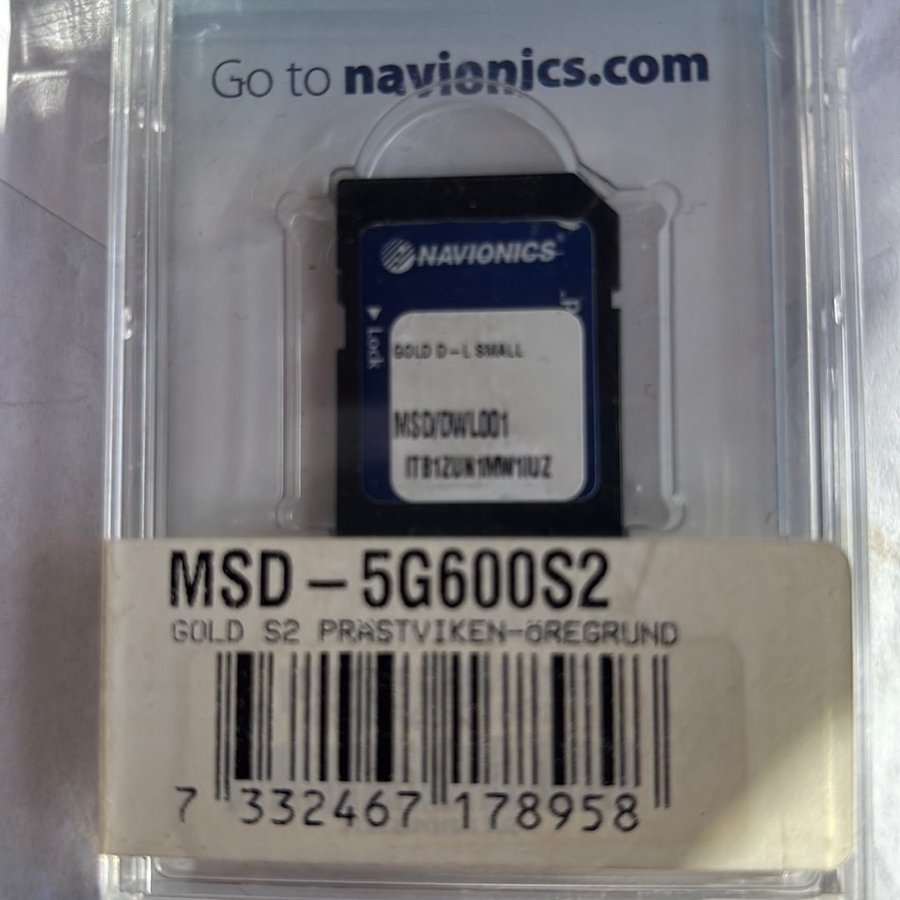 Go to navionics.com
NAVIONICS
Lock
GOLD D-L SMALL
MSD/DWL001
MSD-5G600S2
GOLD S2 PRÄSTVIKEN-ÖREGRUND
7 332467 178958